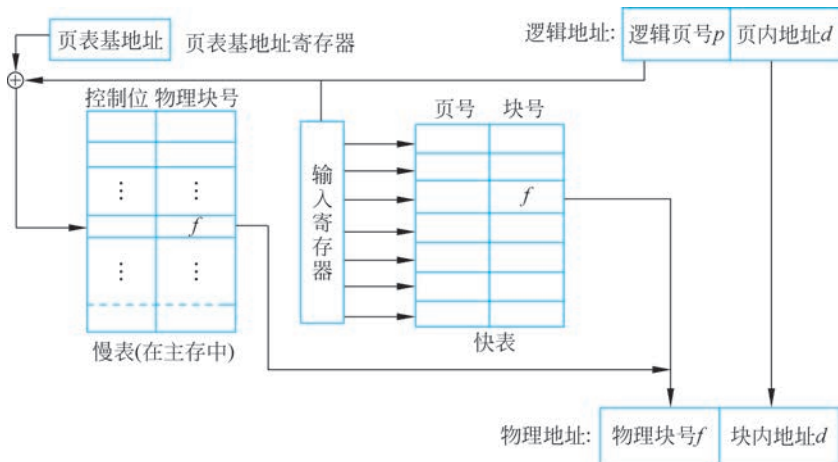 页表基地址 页表基地址寄存器
逻辑地址: 逻辑页号p 页内地址d
控制位 物理块号
⋮ ⋮
f
⋮ ⋮
慢表(在主存中)
输入寄存器
页号 块号
f
快表
物理地址: 物理块号f 块内地址d